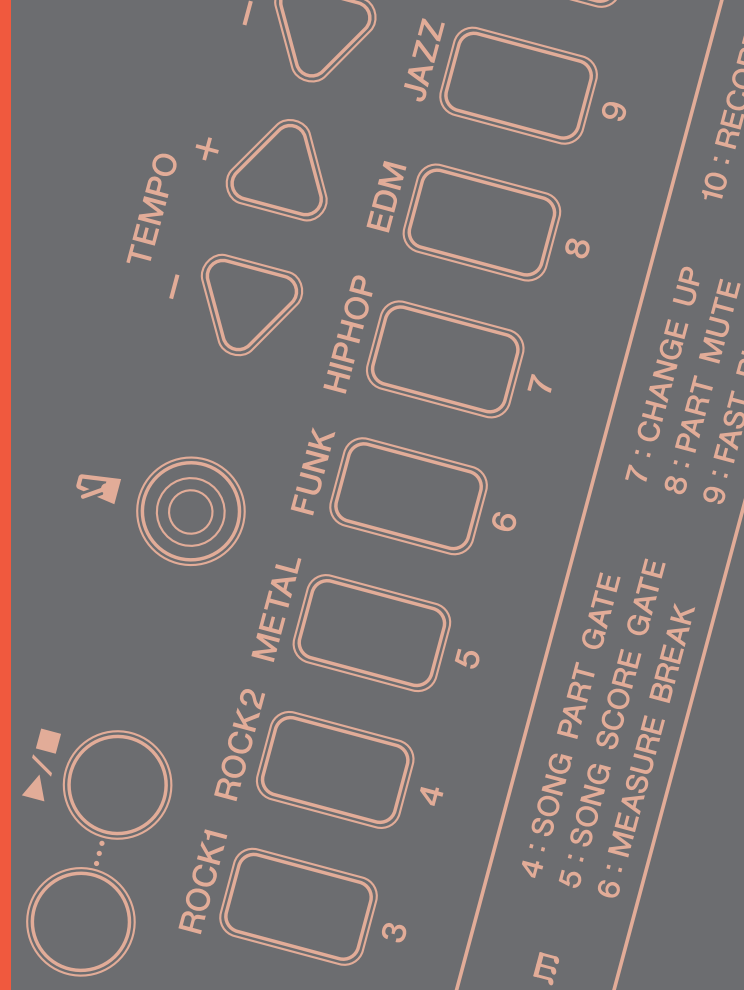 −
TEMPO
− +
▶/■
ROCK1
ROCK2
METAL
FUNK
HIPHOP
EDM
JAZZ
3
4
5
6
7
8
9
4 : SONG PART GATE
5 : SONG SCORE GATE
6 : MEASURE BREAK
7 : CHANGE UP
8 : PART MUTE
9 : FAST
10 :